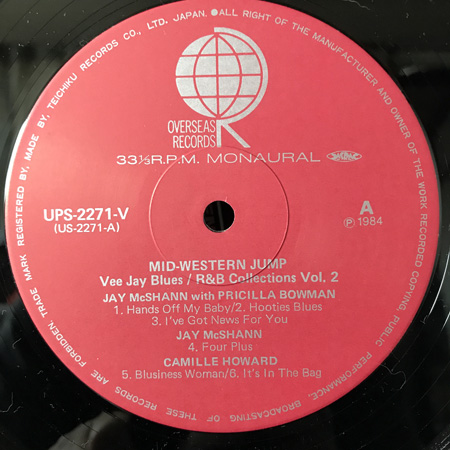 TRADE MARK REGISTERED BY, MADE BY, TEICHIKU RECORDS CO., LTD. JAPAN. ●ALL RIGHT OF THE MANUFACTURER AND OWNER OF THE WORK RECORDED COPYING, PUBLIC PERFORMANCE, BROADCASTING OF THESE RECORDS ARE FORBIDDEN
OVERSEAS
RECORDS
33⅓R.P.M. MONAURAL
UPS-2271-V
(US-2271-A)
A
Ⓟ1984
MID-WESTERN JUMP
Vee Jay Blues / R&B Collections Vol. 2
JAY McSHANN with PRICILLA BOWMAN
1. Hands Off My Baby/2. Hooties Blues
3. I've Got News For You
JAY McSHANN
4. Four Plus
CAMILLE HOWARD
5. Blusiness Woman/6. It's In The Bag